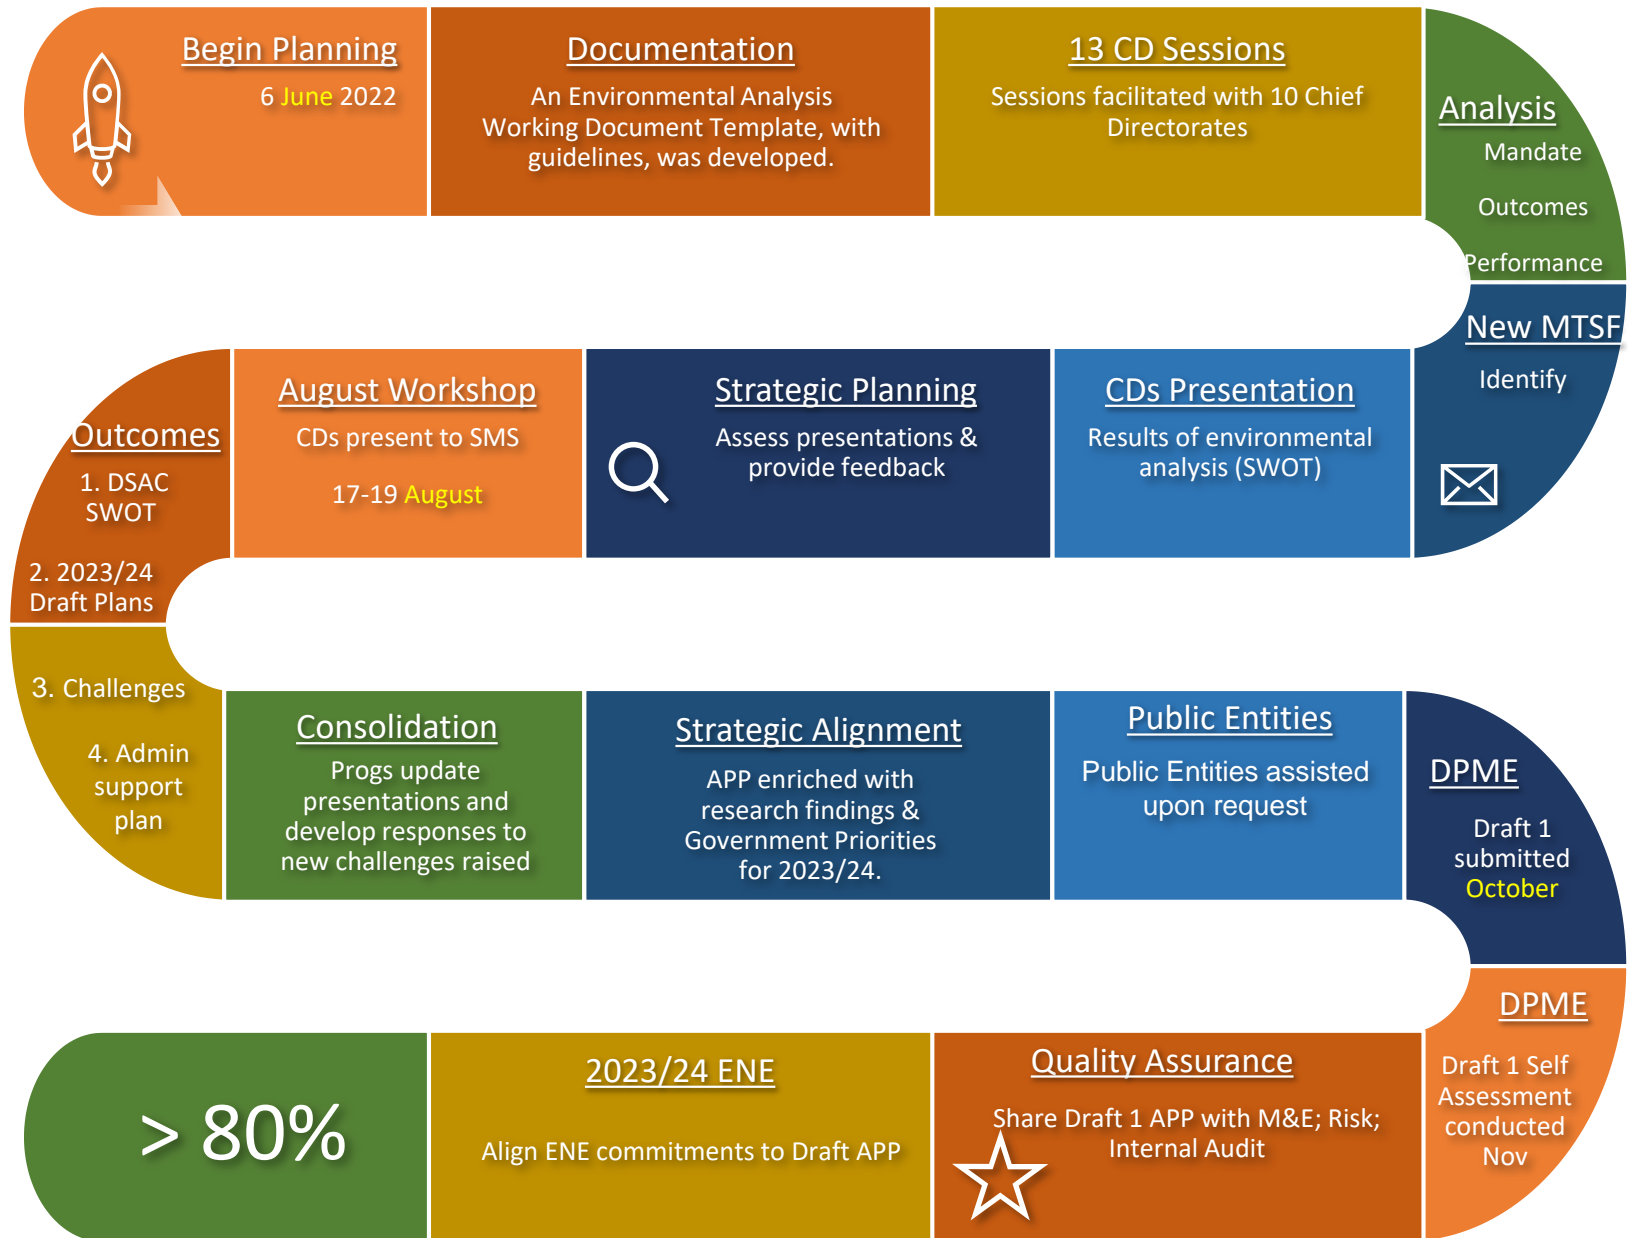 Begin Planning
6 June 2022
Documentation
An Environmental Analysis
Working Document Template, with
guidelines, was developed.
13 CD Sessions
Sessions facilitated with 10 Chief
Directorates
Analysis
Mandate
Outcomes
Performance
New MTSF
Identify
CDs Presentation
Results of environmental
analysis (SWOT)
Strategic Planning
Assess presentations &
provide feedback
August Workshop
CDs present to SMS
17-19 August
Outcomes
1. DSAC
SWOT
2. 2023/24
Draft Plans
3. Challenges
4. Admin
support
plan
Consolidation
Progs update
presentations and
develop responses to
new challenges raised
Strategic Alignment
APP enriched with
research findings &
Government Priorities
for 2023/24.
Public Entities
Public Entities assisted
upon request
DPME
Draft 1
submitted
October
DPME
Draft 1 Self
Assessment
conducted
Nov
Quality Assurance
Share Draft 1 APP with M&E; Risk;
Internal Audit
2023/24 ENE
Align ENE commitments to Draft APP
> 80%